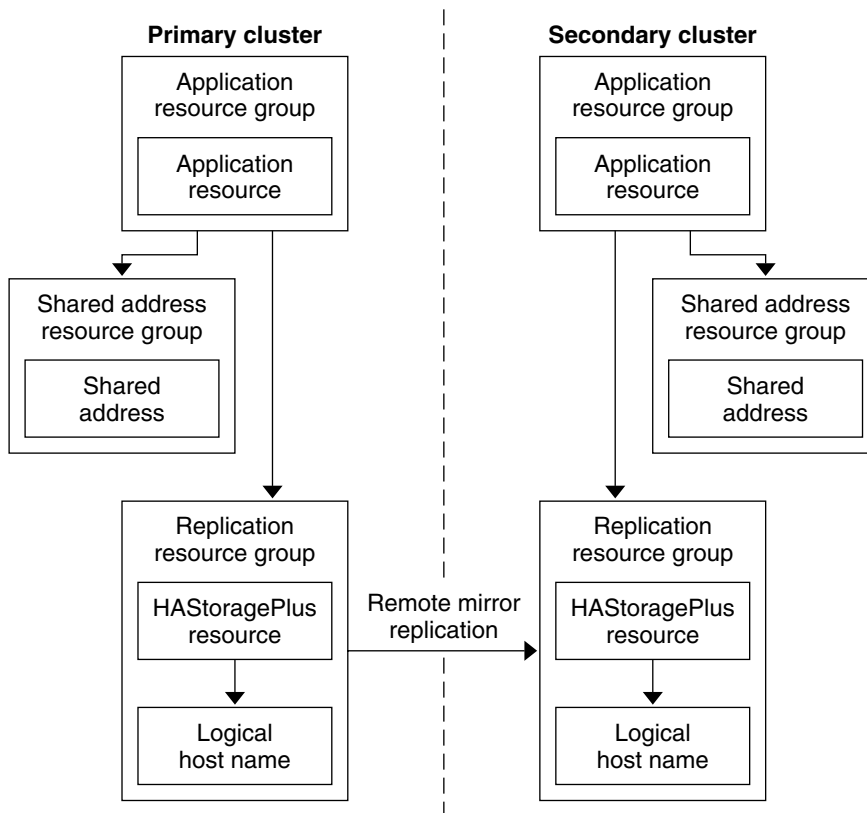 Primary cluster
Secondary cluster
Application
resource group
Application
resource
Shared address
resource group
Shared
address
Replication
resource group
HAStoragePlus
resource
Logical
host name
Remote mirror
replication
Application
resource group
Application
resource
Shared address
resource group
Shared
address
Replication
resource group
HAStoragePlus
resource
Logical
host name